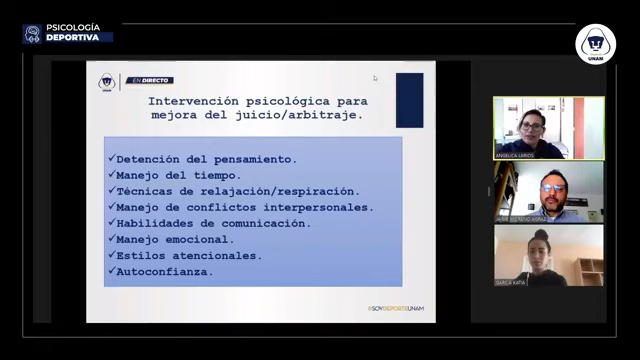 PSICOLOGÍA
DEPORTIVA
UNAM
UNAM
EN DIRECTO
Intervención psicológica para
mejora del juicio/arbitraje.
✓Detención del pensamiento.
✓Manejo del tiempo.
✓Técnicas de relajación/respiración.
✓Manejo de conflictos interpersonales.
✓Habilidades de comunicación.
✓Manejo emocional.
✓Estilos atencionales.
✓Autoconfianza.
#SOYDEPORTEUNAM
ANGELICA LARIOS
GARCIA KATIA